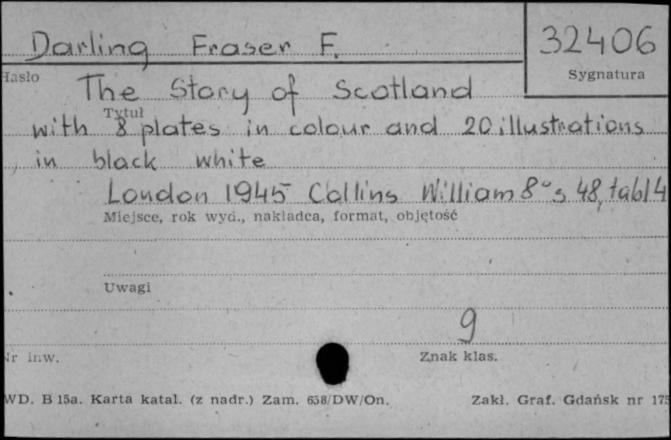 Darling Fraser F.
32406
Hasło
Sygnatura
The Story of Scotland
Tytuł
with 8 plates in colour and 20 illustrations
in black white
London 1945 Collins William 8° s 48, tabl 4
Miejsce, rok wyd., nakładca, format, objętość
Uwagi
9
Nr inw.
Znak klas.
WD. B 15a. Karta katal. (z nadr.) Zam. 658/DW/On.
Zakł. Graf. Gdańsk nr 175